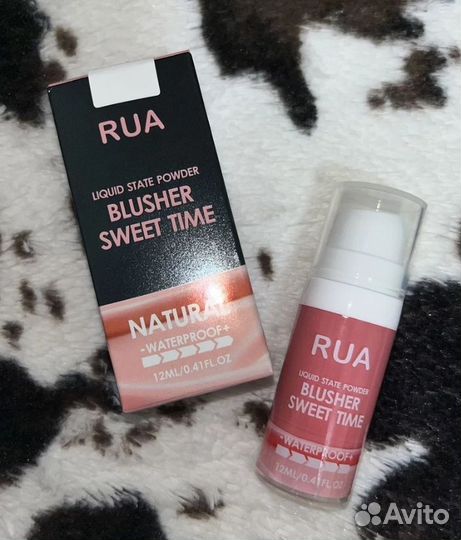 RUA
LIQUID STATE POWDER
BLUSHER
SWEET TIME
NATURAL
-WATERPROOF+
12ML/0.41FL.OZ
RUA
LIQUID STATE POWDER
BLUSHER
SWEET TIME
-WATERPROOF+
12ML/0.41FL.OZ
Avito